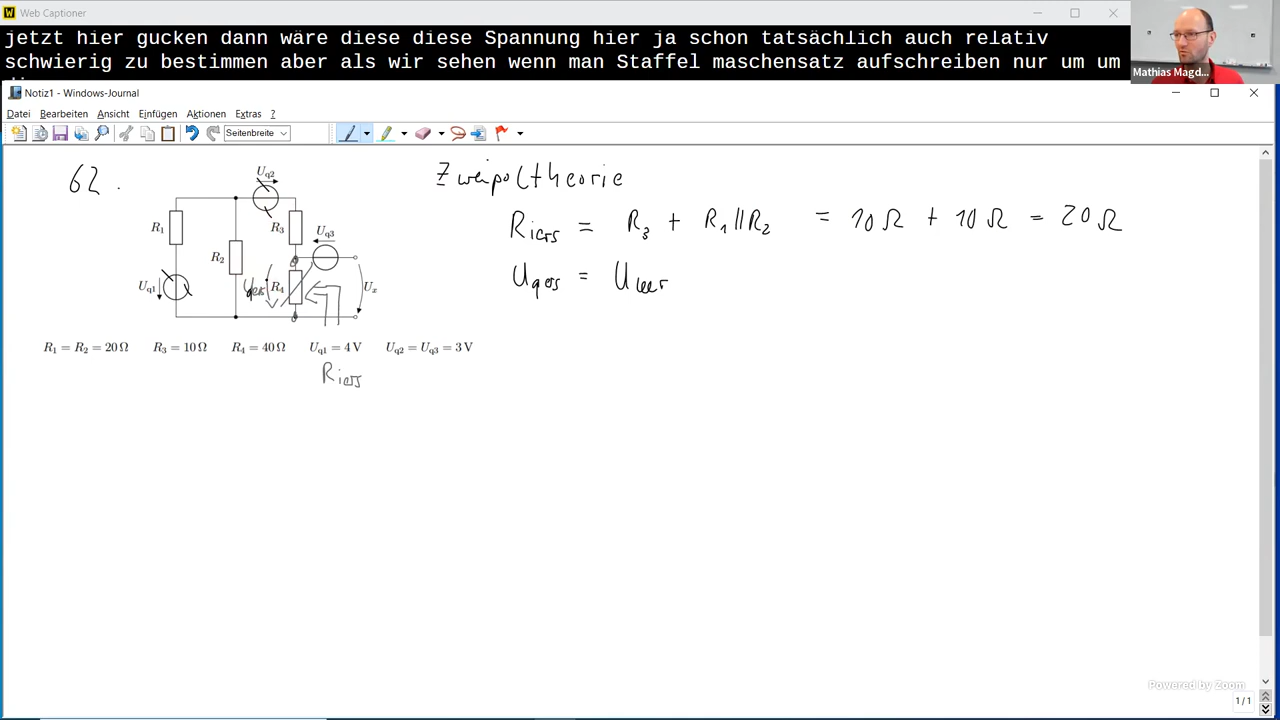 Web Captioner
jetzt hier gucken dann wäre diese diese Spannung hier ja schon tatsächlich auch relativ
schwierig zu bestimmen aber als wir sehen wenn man Staffel maschensatz aufschreiben nur um um
Mathias Magd...
Notiz1 - Windows-Journal
Datei Bearbeiten Ansicht Einfügen Aktionen Extras ?
Seitenbreite
62.
Zweipoltheorie
Riers = R3 + R1||R2 = 10 Ω + 10 Ω = 20 Ω
Uqers = Uleer
Uq2
R1
R3
Uq3
R2
Uq1
Uqers
R4
Ux
R1 = R2 = 20 Ω R3 = 10 Ω R4 = 40 Ω Uq1 = 4 V Uq2 = Uq3 = 3 V
Riers
Powered by Zoom
1 / 1